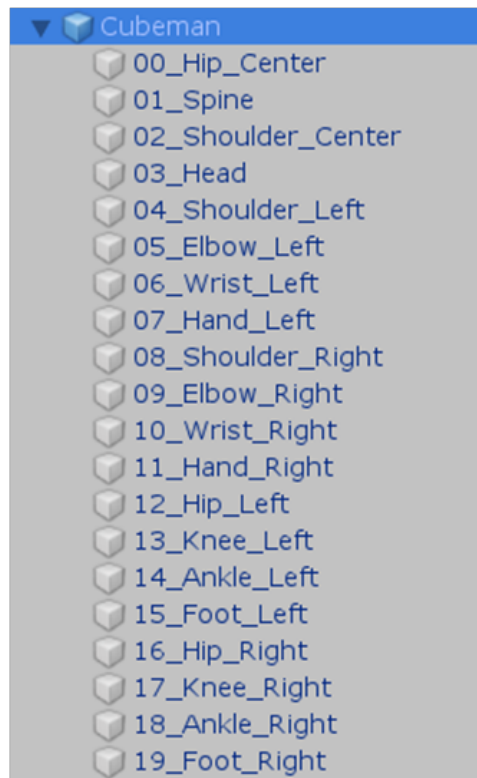 Cubeman
00_Hip_Center
01_Spine
02_Shoulder_Center
03_Head
04_Shoulder_Left
05_Elbow_Left
06_Wrist_Left
07_Hand_Left
08_Shoulder_Right
09_Elbow_Right
10_Wrist_Right
11_Hand_Right
12_Hip_Left
13_Knee_Left
14_Ankle_Left
15_Foot_Left
16_Hip_Right
17_Knee_Right
18_Ankle_Right
19_Foot_Right